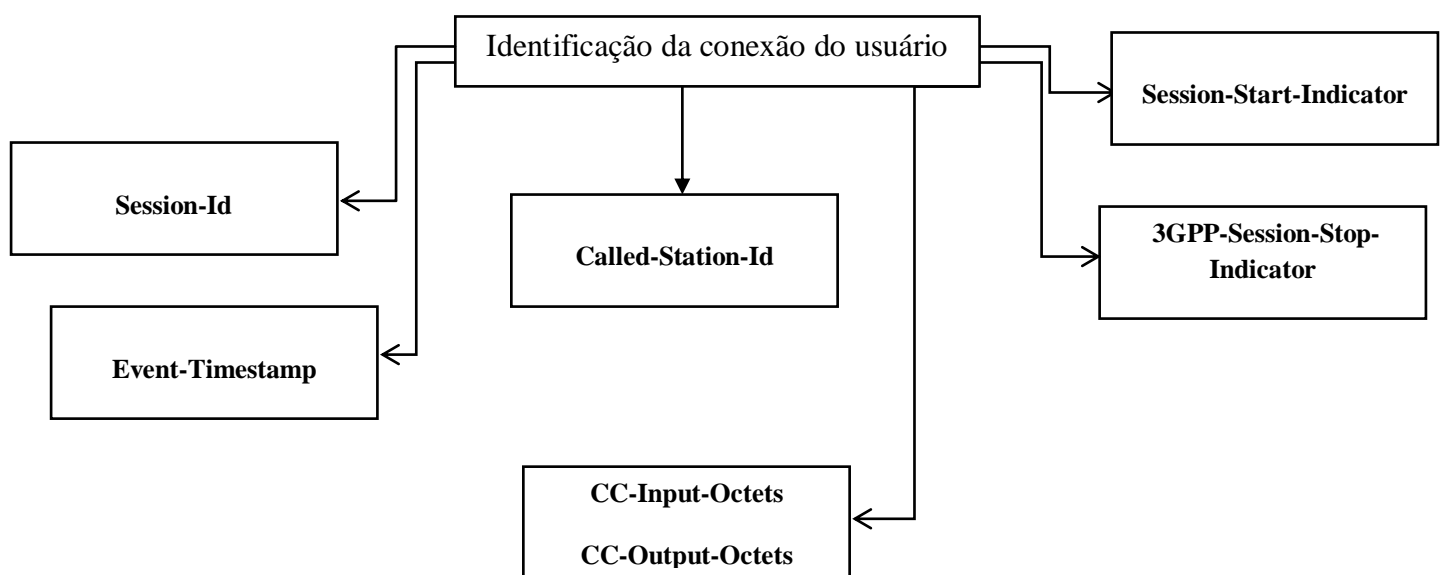 Identificação da conexão do usuário
Session-Start-Indicator
Session-Id
3GPP-Session-Stop-
Indicator
Called-Station-Id
Event-Timestamp
CC-Input-Octets
CC-Output-Octets